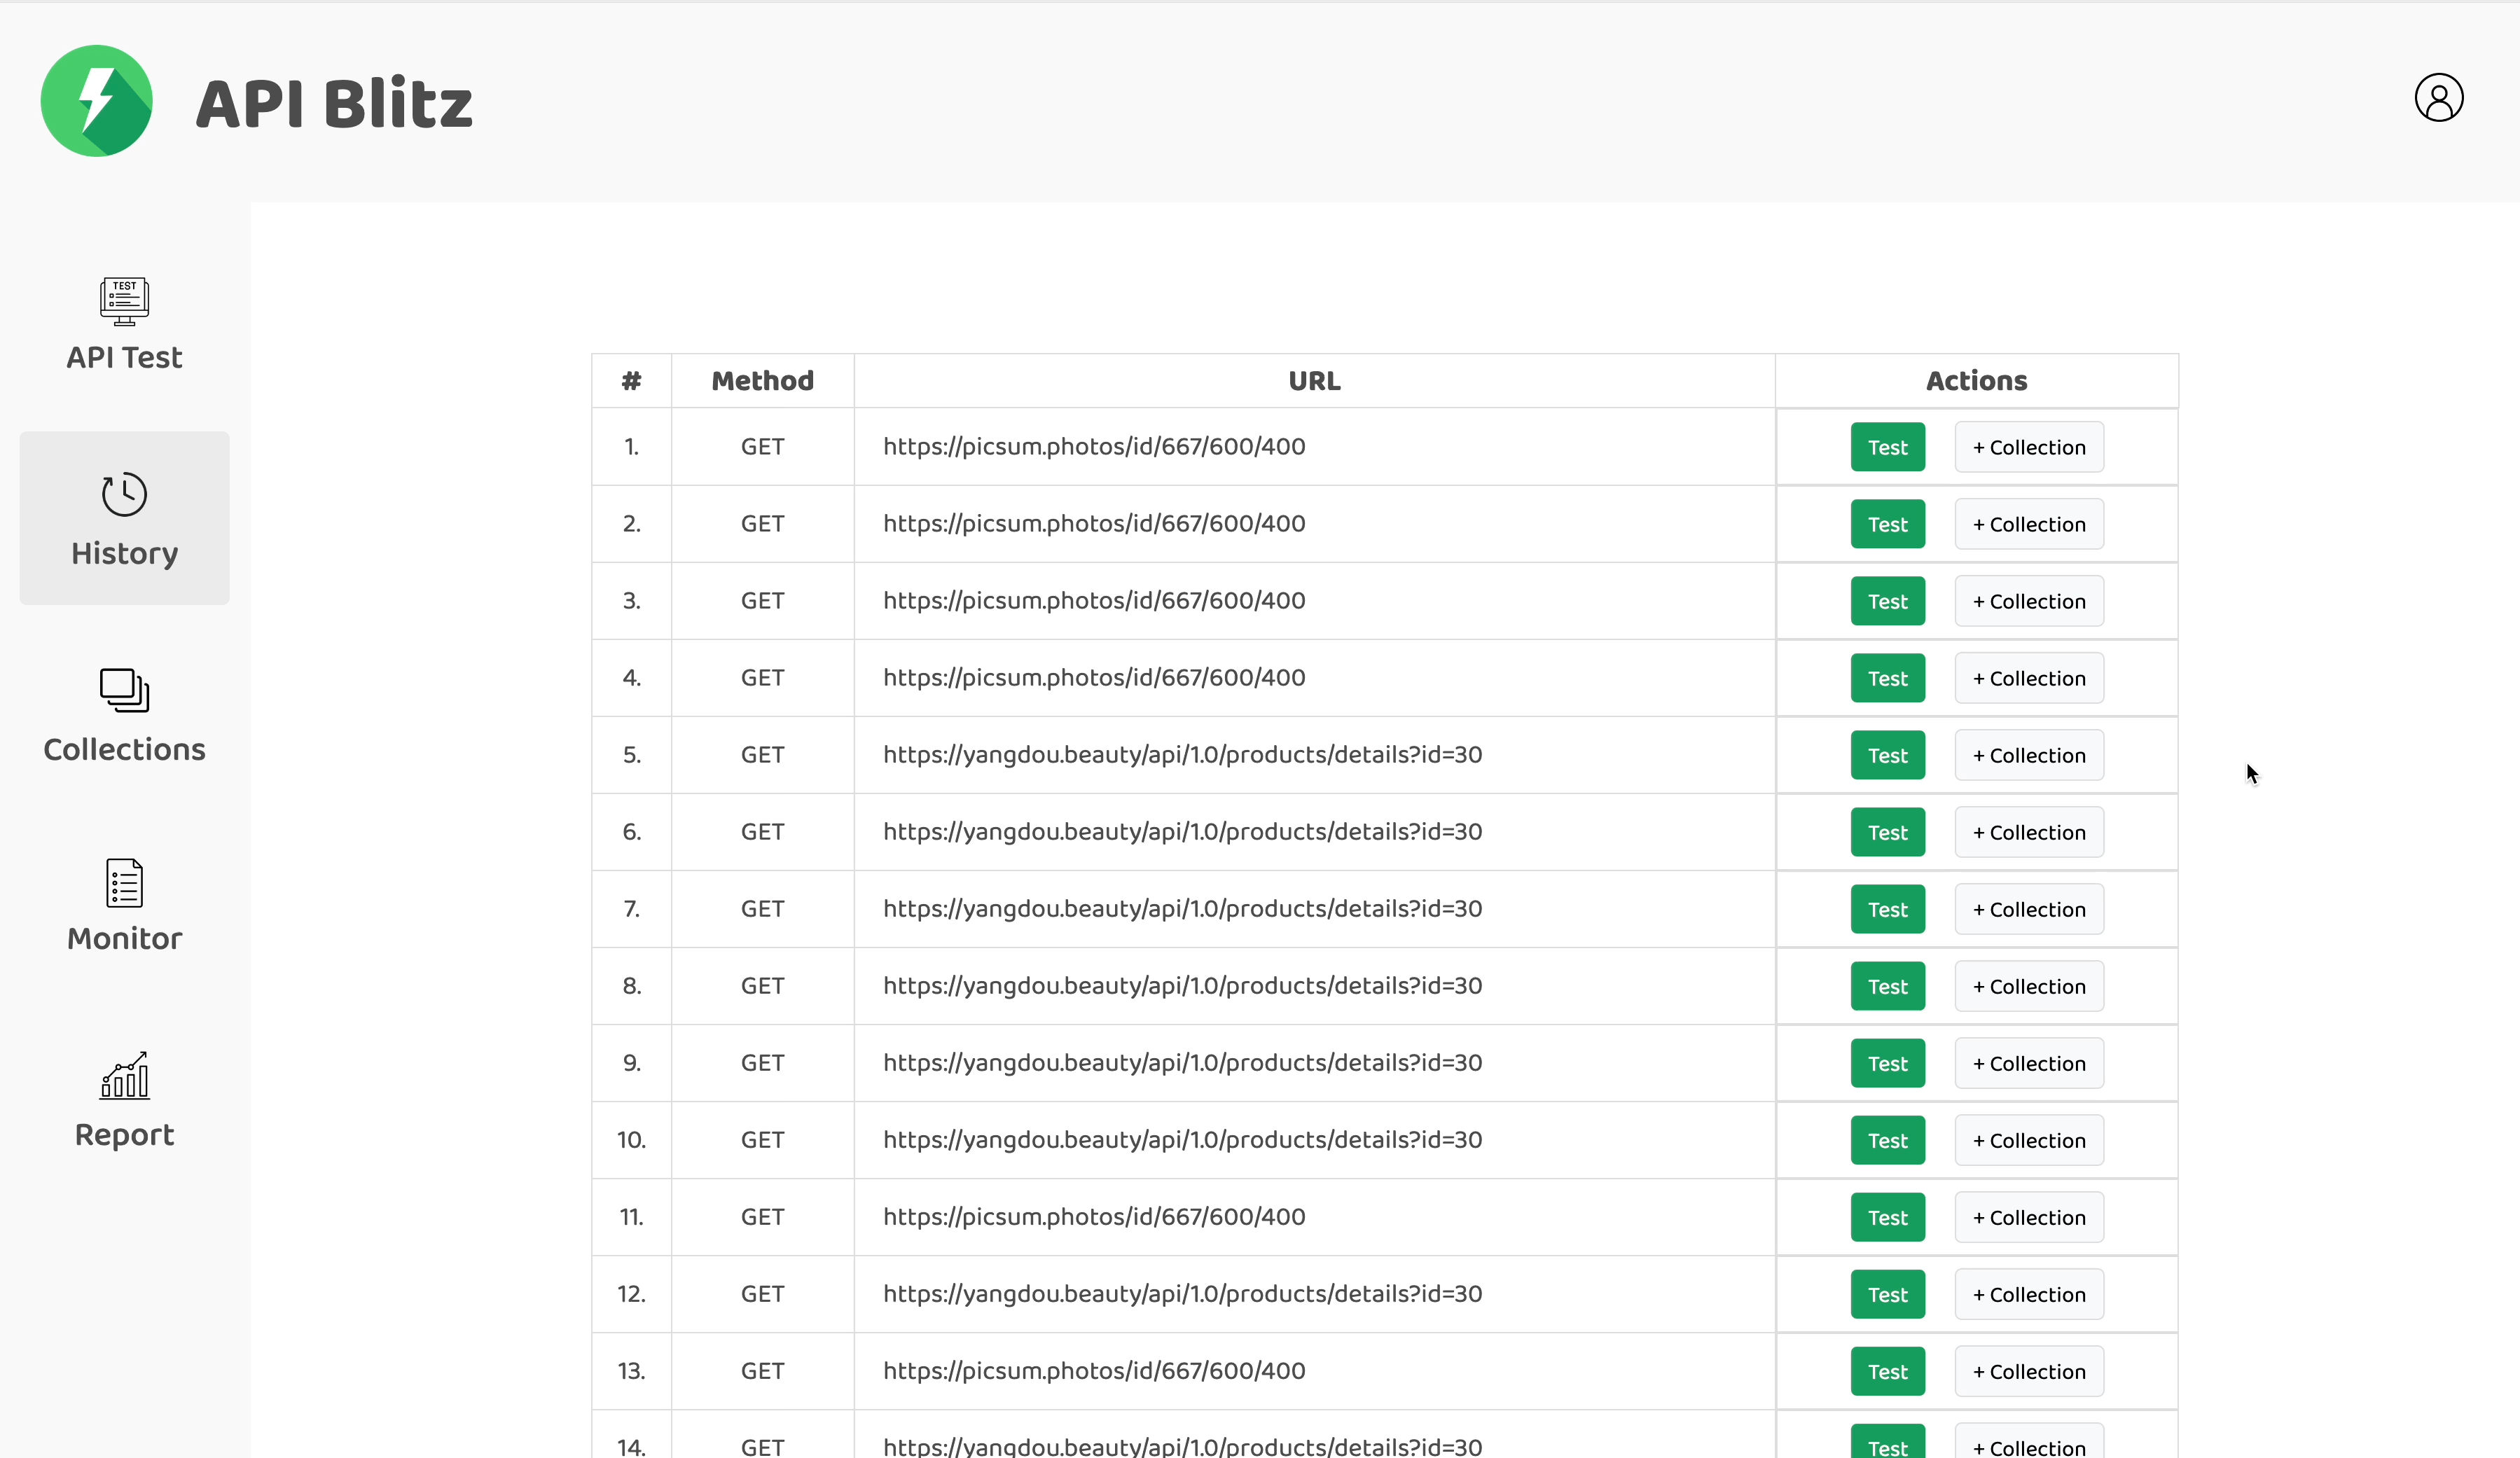 API Blitz
TEST
API Test
History
Collections
Monitor
Report
# Method URL Actions
1. GET https://picsum.photos/id/667/600/400 Test + Collection
2. GET https://picsum.photos/id/667/600/400 Test + Collection
3. GET https://picsum.photos/id/667/600/400 Test + Collection
4. GET https://picsum.photos/id/667/600/400 Test + Collection
5. GET https://yangdou.beauty/api/1.0/products/details?id=30 Test + Collection
6. GET https://yangdou.beauty/api/1.0/products/details?id=30 Test + Collection
7. GET https://yangdou.beauty/api/1.0/products/details?id=30 Test + Collection
8. GET https://yangdou.beauty/api/1.0/products/details?id=30 Test + Collection
9. GET https://yangdou.beauty/api/1.0/products/details?id=30 Test + Collection
10. GET https://yangdou.beauty/api/1.0/products/details?id=30 Test + Collection
11. GET https://picsum.photos/id/667/600/400 Test + Collection
12. GET https://yangdou.beauty/api/1.0/products/details?id=30 Test + Collection
13. GET https://picsum.photos/id/667/600/400 Test + Collection
14. GET https://yangdou.beauty/api/1.0/products/details?id=30 Test + Collection